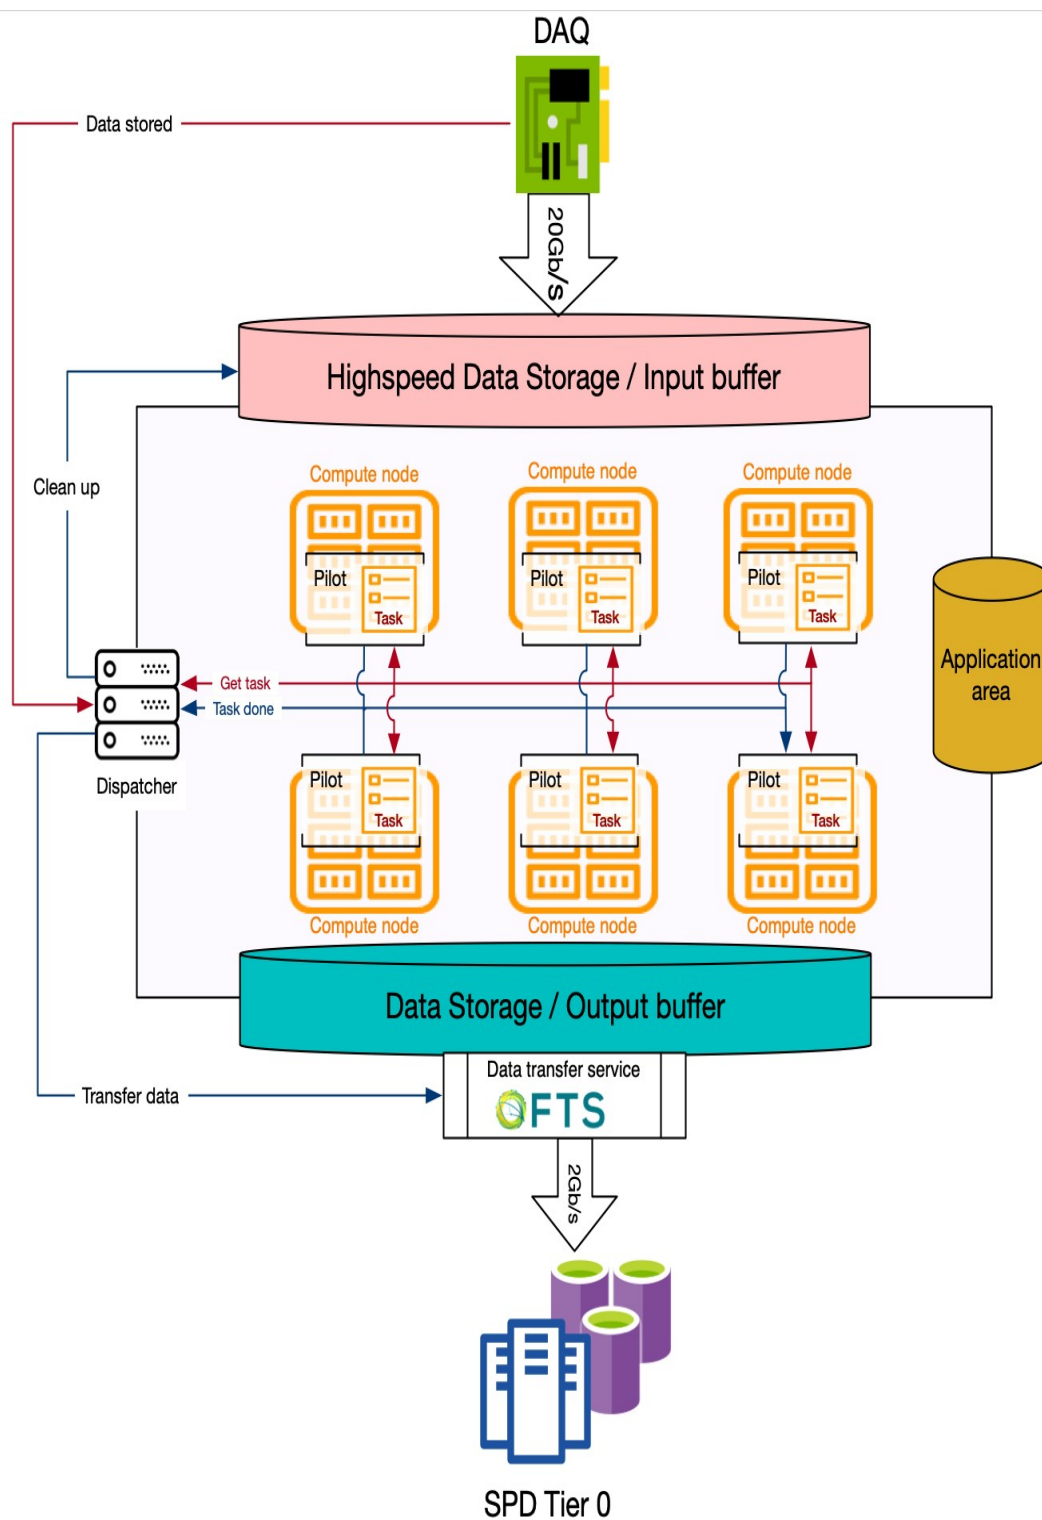 DAQ
Data stored
20Gb/s
Highspeed Data Storage / Input buffer
Clean up
Compute node
Compute node
Compute node
Pilot
Task
Pilot
Task
Pilot
Task
Application
area
Get task
Task done
Dispatcher
Pilot
Task
Pilot
Task
Pilot
Task
Compute node
Compute node
Compute node
Data Storage / Output buffer
Data transfer service
FTS
Transfer data
2Gb/s
SPD Tier 0